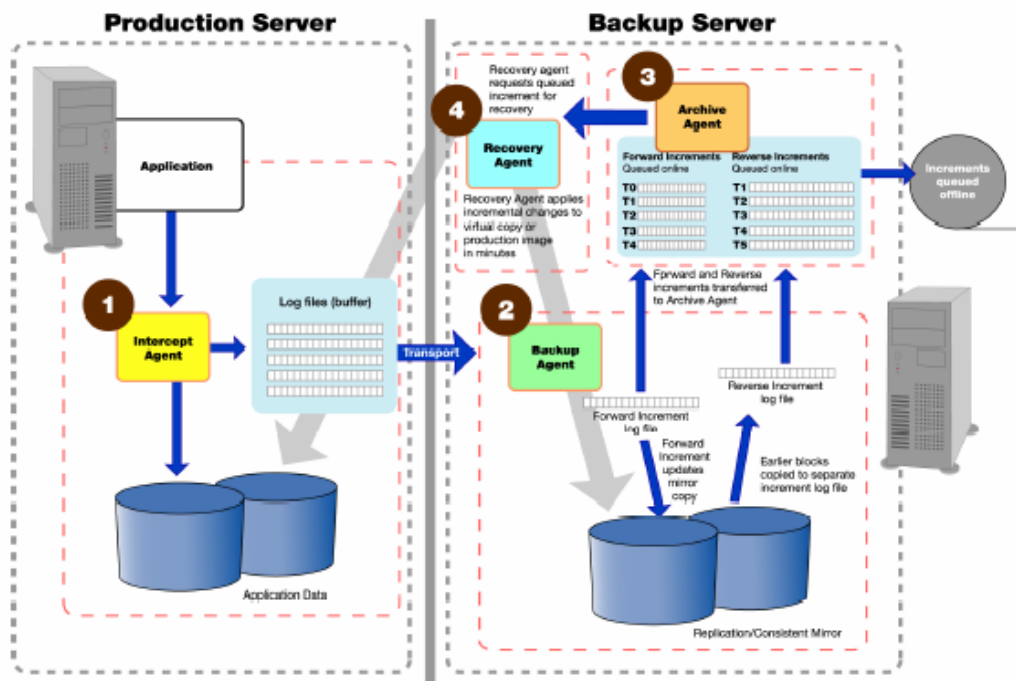 Production Server
Backup Server
Application
1
Intercept
Agent
Log files (buffer)
Application Data
Transport
4
Recovery agent
requests queued
increment for
recovery
Recovery
Agent
Recovery Agent applies
incremental changes to
virtual copy or
production image
in minutes
3
Archive
Agent
Forward Increments
Queued online
T0
T1
T2
T3
T4
Reverse Increments
Queued online
T1
T2
T3
T4
T5
Increments
queued
offline
Forward and Reverse
increments transferred
to Archive Agent
2
Backup
Agent
Forward Increment
log file
Reverse Increment
log file
Forward
Increment
updates
mirror
copy
Earlier blocks
copied to separate
increment log file
Replication/Consistent Mirror